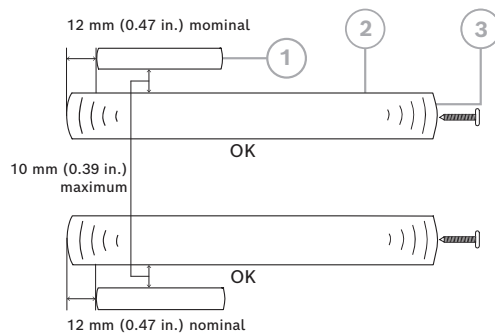 12 mm (0.47 in.) mominal
1
2
3
OK
10 mm (0.39 in.)
maximum
OK
12 mm (0.47 in.) nominal